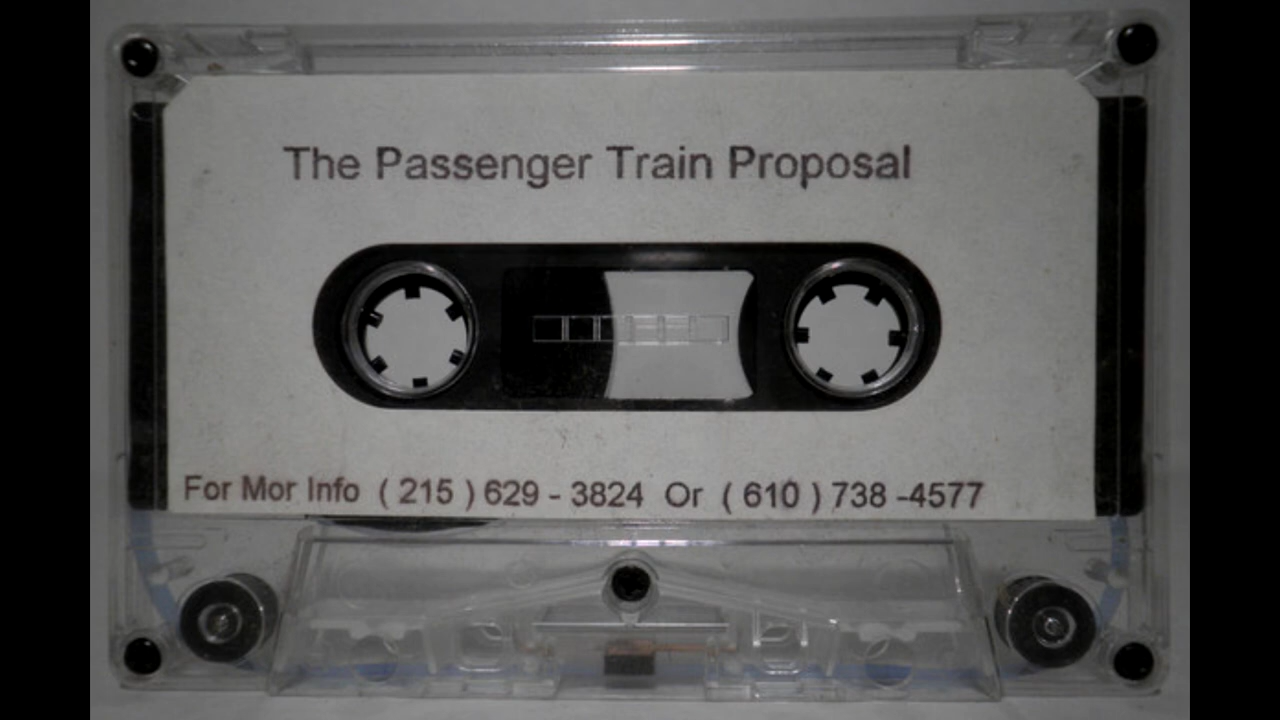 The Passenger Train Proposal
For Mor Info ( 215 ) 629 - 3824 Or ( 610 ) 738 -4577